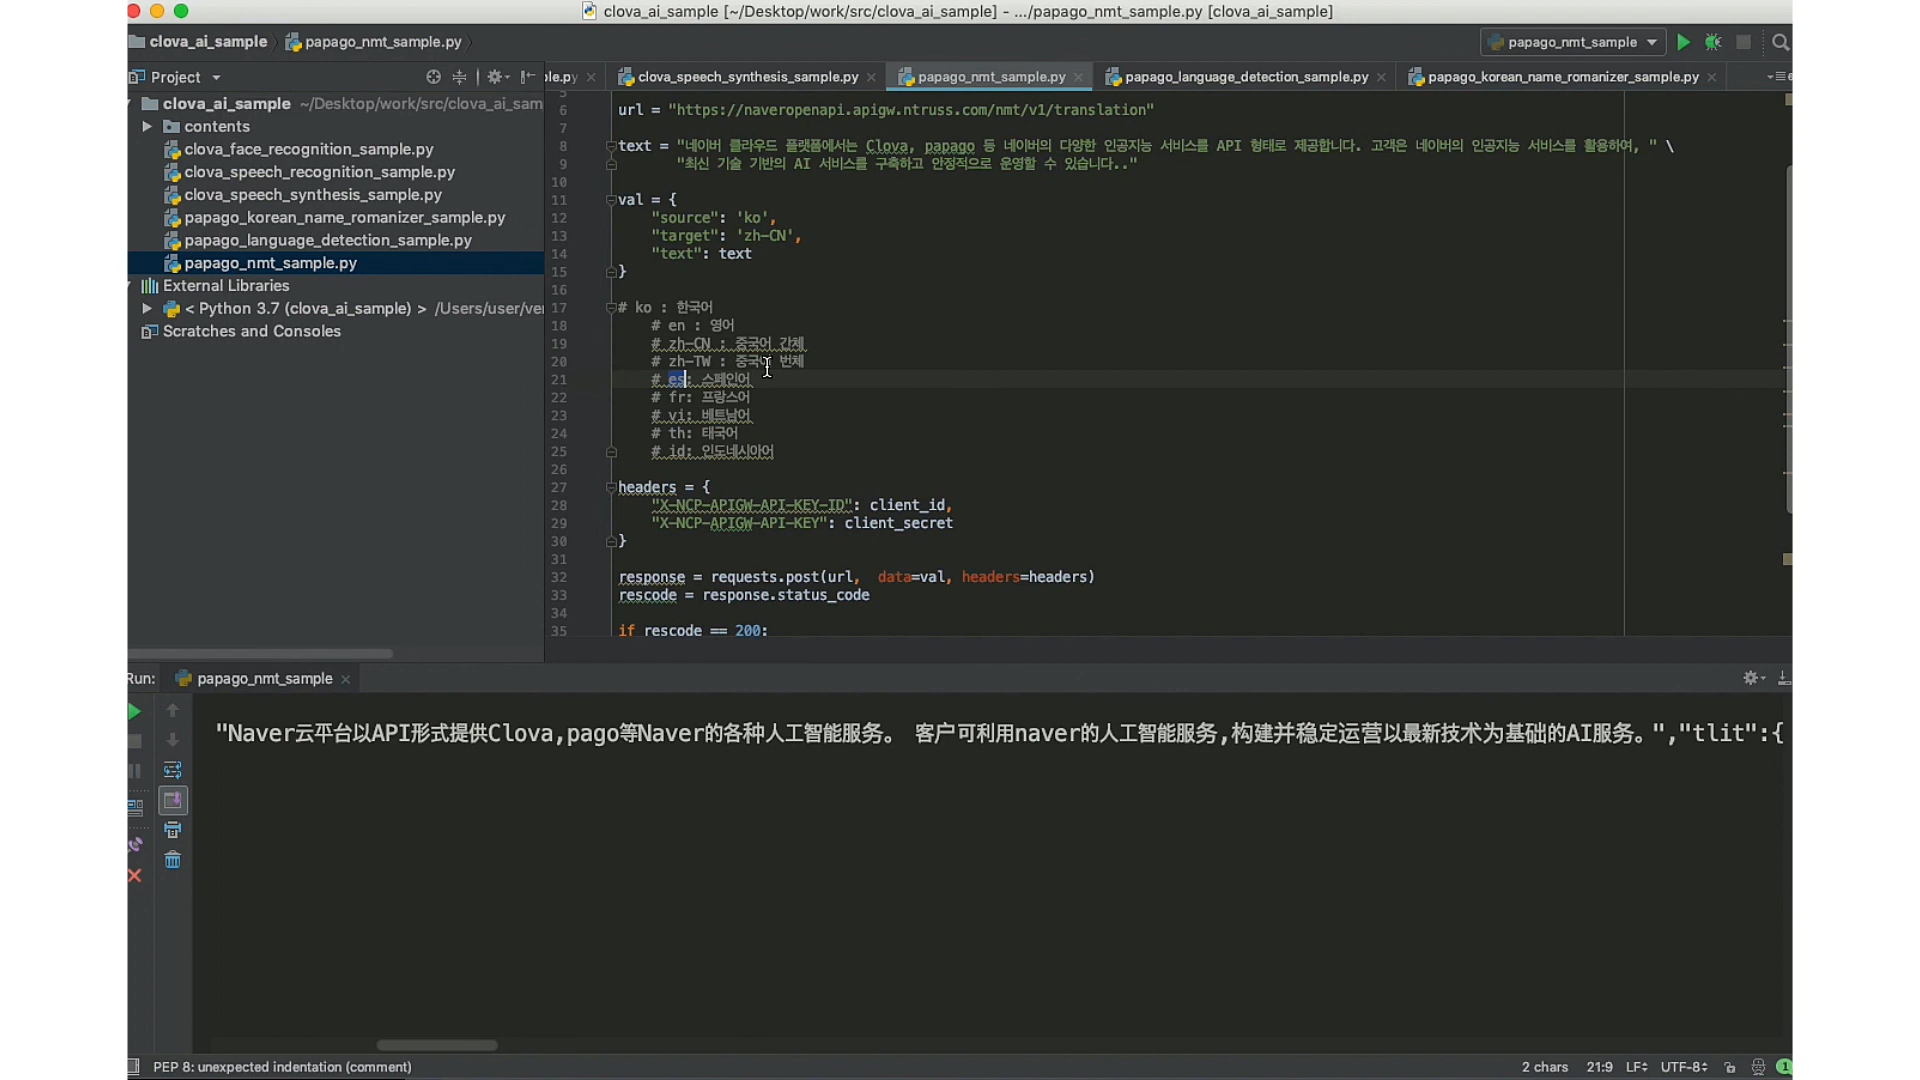 clova_ai_sample [~/Desktop/work/src/clova_ai_sample] - .../papago_nmt_sample.py [clova_ai_sample]
clova_ai_sample papago_nmt_sample.py papago_nmt_sample
Project le.py clova_speech_synthesis_sample.py papago_nmt_sample.py papago_language_detection_sample.py papago_korean_name_romanizer_sample.py
clova_ai_sample ~/Desktop/work/src/clova_ai_sam
contents
clova_face_recognition_sample.py
clova_speech_recognition_sample.py
clova_speech_synthesis_sample.py
papago_korean_name_romanizer_sample.py
papago_language_detection_sample.py
papago_nmt_sample.py
External Libraries
< Python 3.7 (clova_ai_sample) > /Users/user/ve
Scratches and Consoles
5
6 url = "https://naveropenapi.apigw.ntruss.com/nmt/v1/translation"
7
8 text = "네이버 클라우드 플랫폼에서는 Clova, papago 등 네이버의 다양한 인공지능 서비스를 API 형태로 제공합니다. 고객은 네이버의 인공지능 서비스를 활용하여, " \
9 "최신 기술 기반의 AI 서비스를 구축하고 안정적으로 운영할 수 있습니다.."
10
11 val = {
12 "source": 'ko',
13 "target": 'zh-CN',
14 "text": text
15 }
16
17 # ko : 한국어
18 # en : 영어
19 # zh-CN : 중국어 간체
20 # zh-TW : 중국어 번체
21 # es: 스페인어
22 # fr: 프랑스어
23 # vi: 베트남어
24 # th: 태국어
25 # id: 인도네시아어
26
27 headers = {
28 "X-NCP-APIGW-API-KEY-ID": client_id,
29 "X-NCP-APIGW-API-KEY": client_secret
30 }
31
32 response = requests.post(url, data=val, headers=headers)
33 rescode = response.status_code
34
35 if rescode == 200:
Run: papago_nmt_sample
"Naver云平台以API形式提供Clova,pago等Naver的各种人工智能服务。 客户可利用naver的人工智能服务,构建并稳定运营以最新技术为基础的AI服务。","tlit":{
PEP 8: unexpected indentation (comment) 2 chars 21:9 LF UTF-8 1